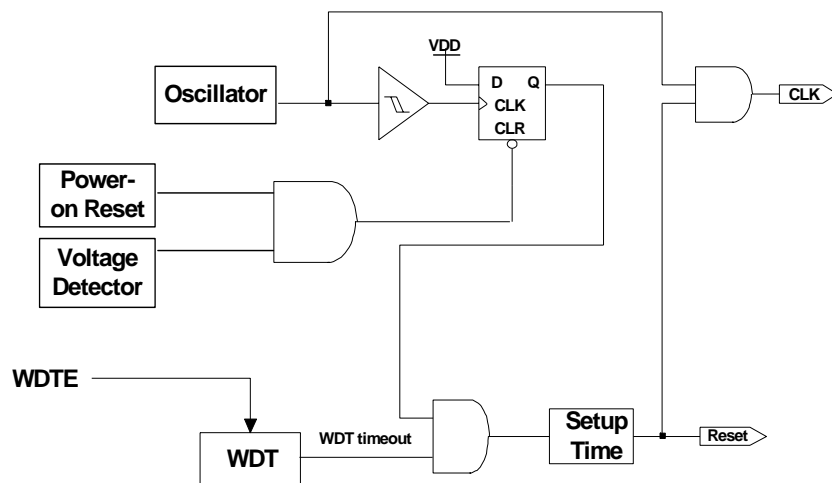 VDD
Oscillator
D Q
CLK
CLR
CLK
Power-
on Reset
Voltage
Detector
WDTE
WDT timeout
WDT
Setup
Time
Reset